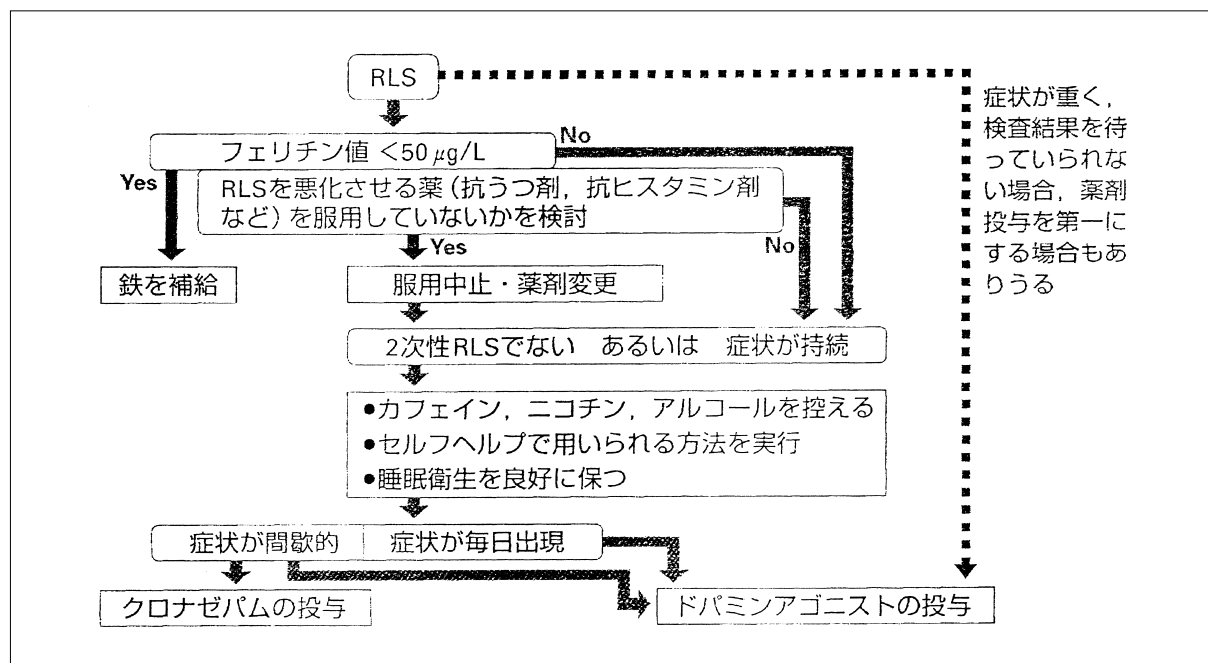 RLS
症状が重く，
検査結果を待
っていられな
い場合，薬剤
投与を第一に
する場合もあ
りうる
No
フェリチン値 <50 μg/L
Yes
RLSを悪化させる薬（抗うつ剤，抗ヒスタミン剤
など）を服用していないかを検討
Yes
No
鉄を補給
服用中止・薬剤変更
2次性RLSでない　あるいは　症状が持続
●カフェイン，ニコチン，アルコールを控える
●セルフヘルプで用いられる方法を実行
●睡眠衛生を良好に保つ
症状が間歇的　症状が毎日出現
クロナゼパムの投与
ドパミンアゴニストの投与